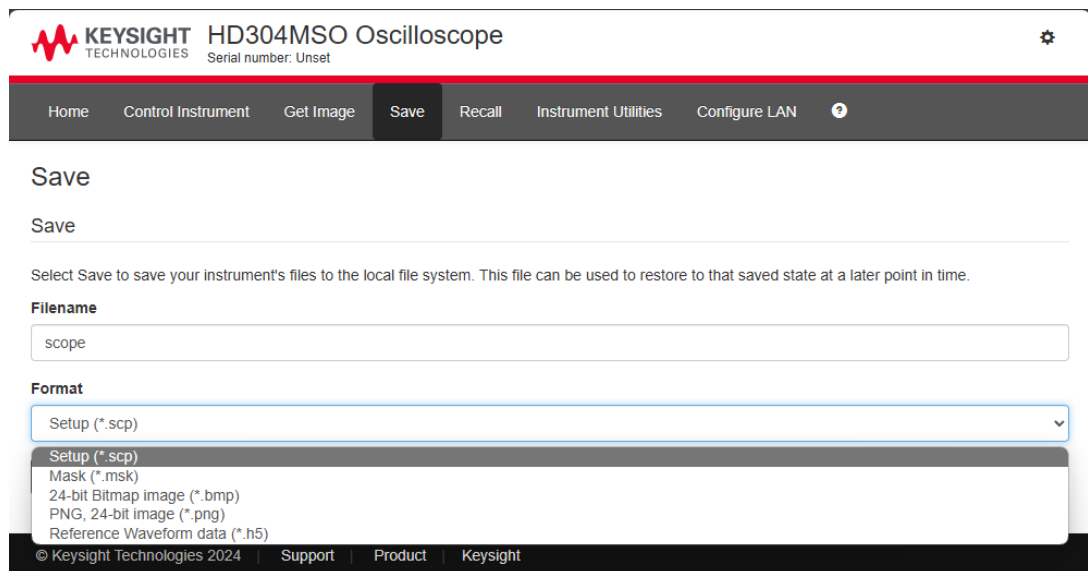 KEYSIGHT
TECHNOLOGIES
HD304MSO Oscilloscope
Serial number: Unset
Home Control Instrument Get Image Save Recall Instrument Utilities Configure LAN ?
Save
Save
Select Save to save your instrument's files to the local file system. This file can be used to restore to that saved state at a later point in time.
Filename
scope
Format
Setup (*.scp)
Setup (*.scp)
Mask (*.msk)
24-bit Bitmap image (*.bmp)
PNG, 24-bit image (*.png)
Reference Waveform data (*.h5)
© Keysight Technologies 2024 | Support | Product | Keysight